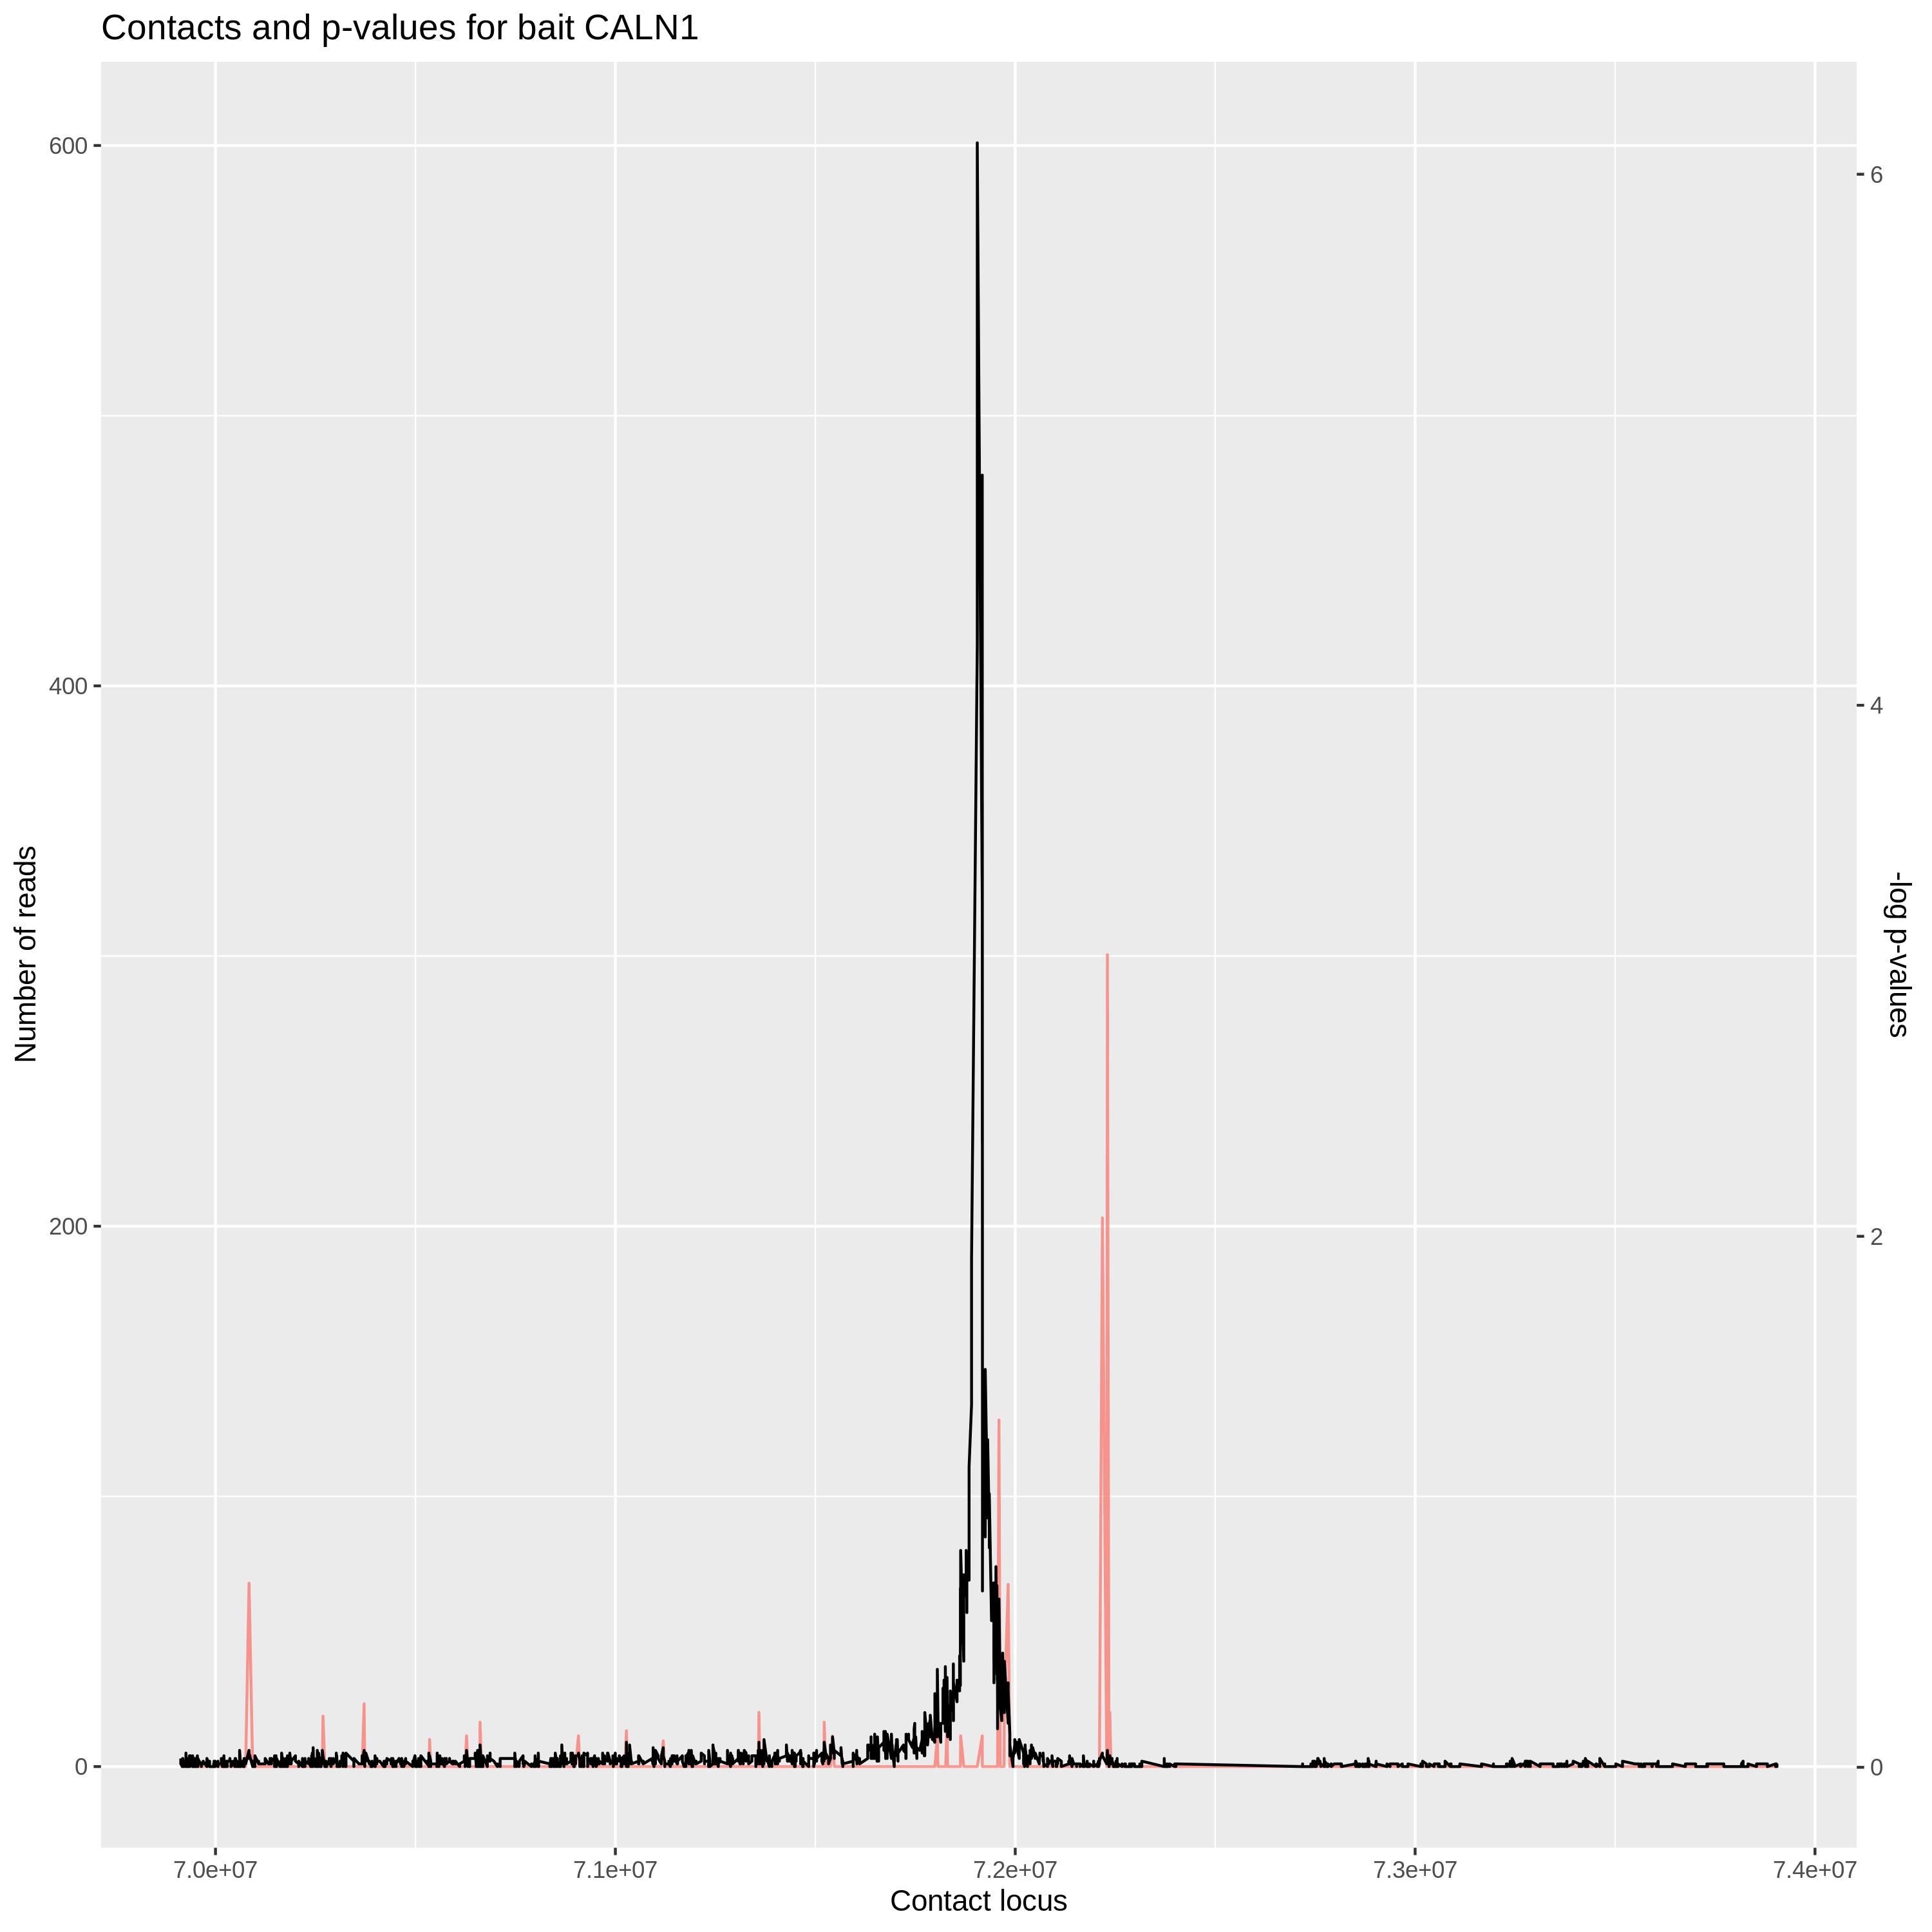 Contacts and p-values for bait CALN1
600
400
200
0
Number of reads
6
4
2
0
-log p-values
7.0e+07
7.1e+07
7.2e+07
7.3e+07
7.4e+07
Contact locus